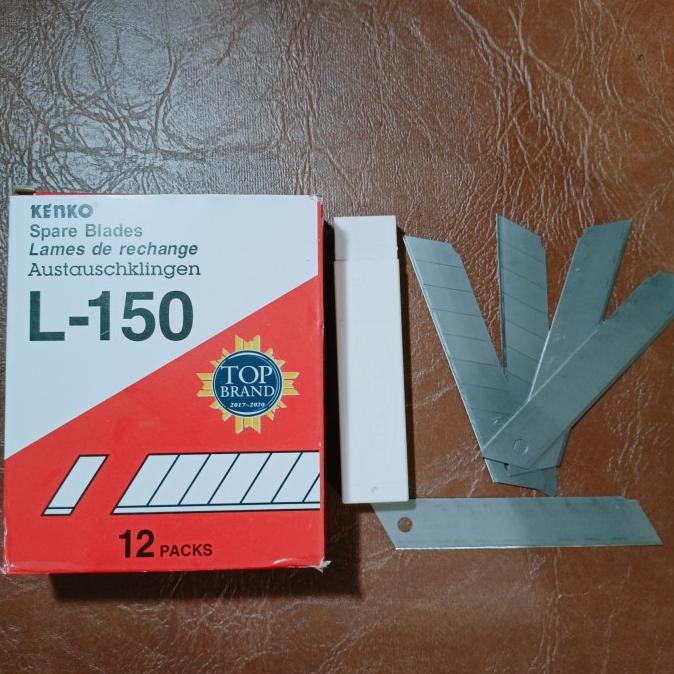 KENKO
Spare Blades
Lames de rechange
Austauschklingen
L-150
TOP
BRAND
2017-2020
12 PACKS